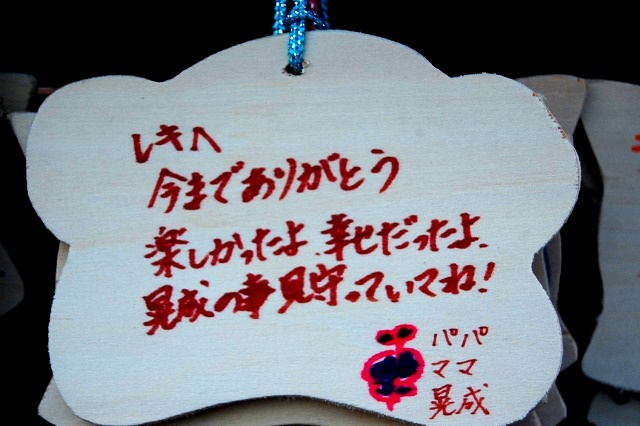 レキへ
今までありがとう
楽しかったよ、幸せだったよ、
晃成の事見守っていてね!
パパ
ママ
晃成